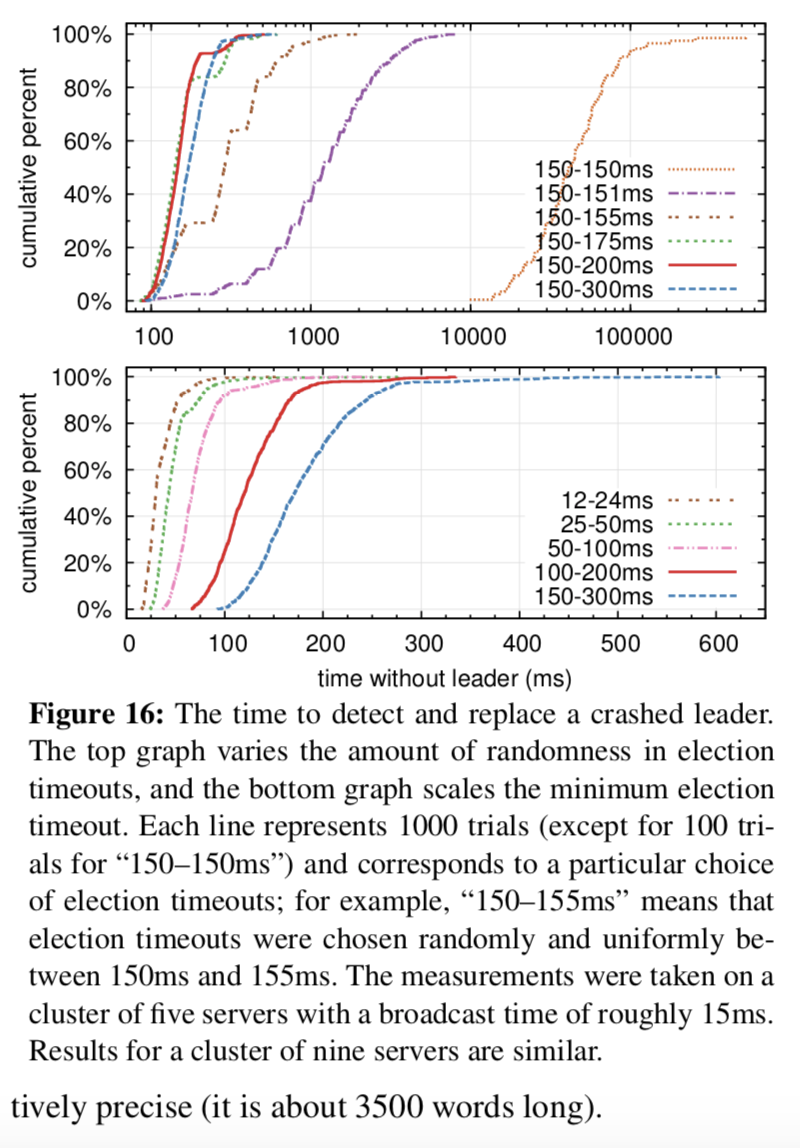 100%
80%
60%
40%
20%
0%
cumulative percent
150-150ms
150-151ms
150-155ms
150-175ms
150-200ms
150-300ms
100 1000 10000 100000
100%
80%
60%
40%
20%
0%
cumulative percent
12-24ms
25-50ms
50-100ms
100-200ms
150-300ms
0 100 200 300 400 500 600
time without leader (ms)
Figure 16: The time to detect and replace a crashed leader.
The top graph varies the amount of randomness in election
timeouts, and the bottom graph scales the minimum election
timeout. Each line represents 1000 trials (except for 100 tri-
als for “150–150ms”) and corresponds to a particular choice
of election timeouts; for example, “150–155ms” means that
election timeouts were chosen randomly and uniformly be-
tween 150ms and 155ms. The measurements were taken on a
cluster of five servers with a broadcast time of roughly 15ms.
Results for a cluster of nine servers are similar.
tively precise (it is about 3500 words long).